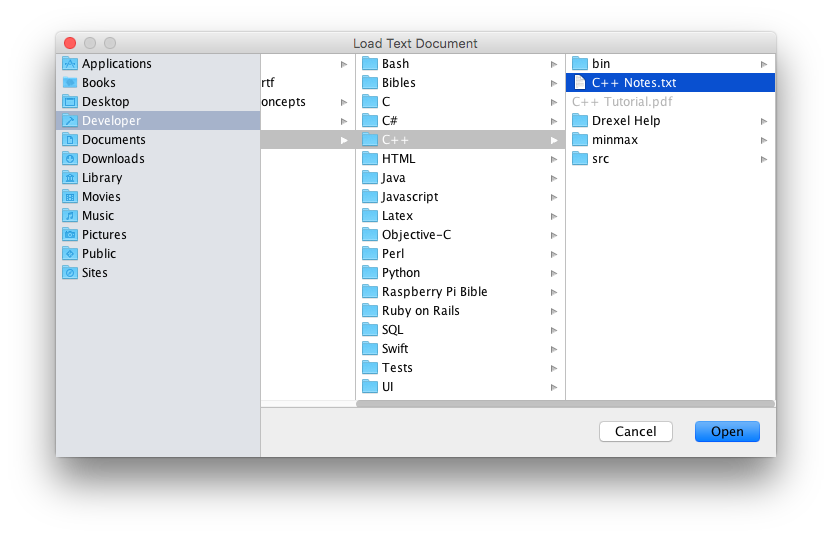 Load Text Document
Applications
Books
Desktop
Developer
Documents
Downloads
Library
Movies
Music
Pictures
Public
Sites
rtf
oncepts
Bash
Bibles
C
C#
C++
HTML
Java
Javascript
Latex
Objective-C
Perl
Python
Raspberry Pi Bible
Ruby on Rails
SQL
Swift
Tests
UI
bin
C++ Notes.txt
C++ Tutorial.pdf
Drexel Help
minmax
src
Cancel
Open